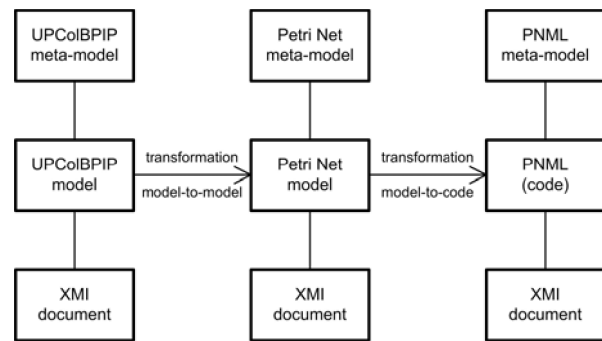 UPColBPIP
meta-model
Petri Net
meta-model
PNML
meta-model
UPColBPIP
model
transformation
model-to-model
Petri Net
model
transformation
model-to-code
PNML
(code)
XMI
document
XMI
document
XMI
document